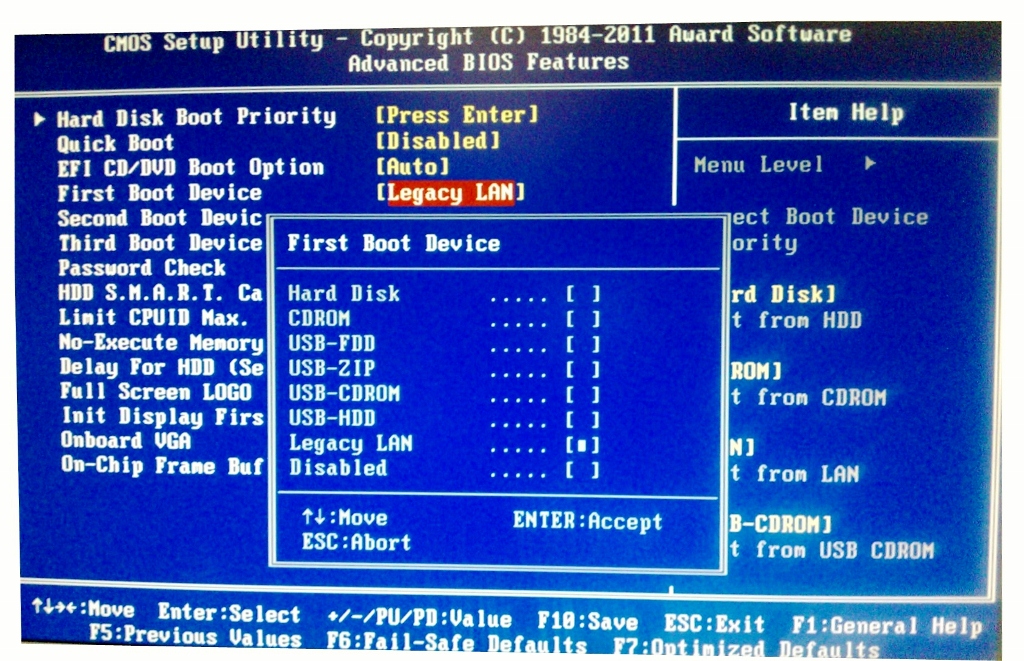 CMOS Setup Utility - Copyright (C) 1984-2011 Award Software
Advanced BIOS Features
Hard Disk Boot Priority [Press Enter]
Quick Boot [Disabled]
EFI CD/DVD Boot Option [Auto]
First Boot Device [Legacy LAN]
Second Boot Devic
Third Boot Device
Password Check
HDD S.M.A.R.T. Ca
Limit CPUID Max.
No-Execute Memory
Delay For HDD (Se
Full Screen LOGO
Init Display Firs
Onboard VGA
On-Chip Frame Buf
First Boot Device
Hard Disk ..... [ ]
CDROM ..... [ ]
USB-FDD ..... [ ]
USB-ZIP ..... [ ]
USB-CDROM ..... [ ]
USB-HDD ..... [ ]
Legacy LAN ..... [▪]
Disabled ..... [ ]
↑↓:Move ENTER:Accept
ESC:Abort
Item Help
Menu Level ▶
ect Boot Device
ority
rd Disk]
t from HDD
ROM]
t from CDROM
N]
t from LAN
B-CDROM]
t from USB CDROM
↑↓→←:Move Enter:Select +/-/PU/PD:Value F10:Save ESC:Exit F1:General Help
F5:Previous Values F6:Fail-Safe Defaults F7:Optimized Defaults